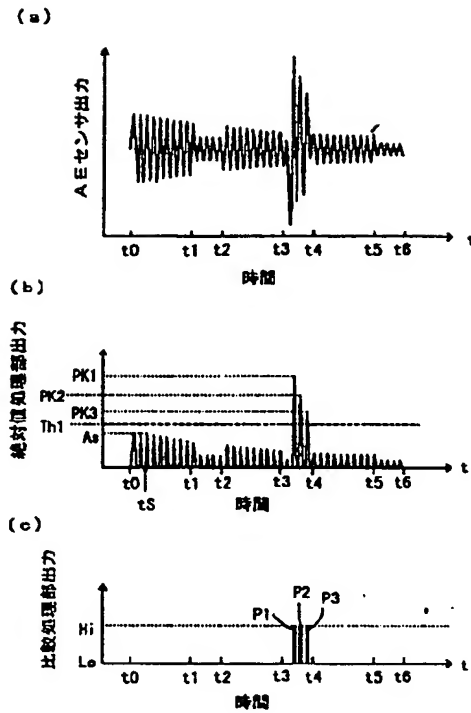 (a)
AEセンサ出力
t
t0 t1 t2 t3 t4 t5 t6
時間
(b)
絶対値処理部出力
PK1
PK2
PK3
Th1
As
t
t0 t1 t2 t3 t4 t5 t6
tS
時間
(c)
比較処理部出力
P2
P1 P3
Hi
Lo
t
t0 t1 t2 t3 t4 t5 t6
時間